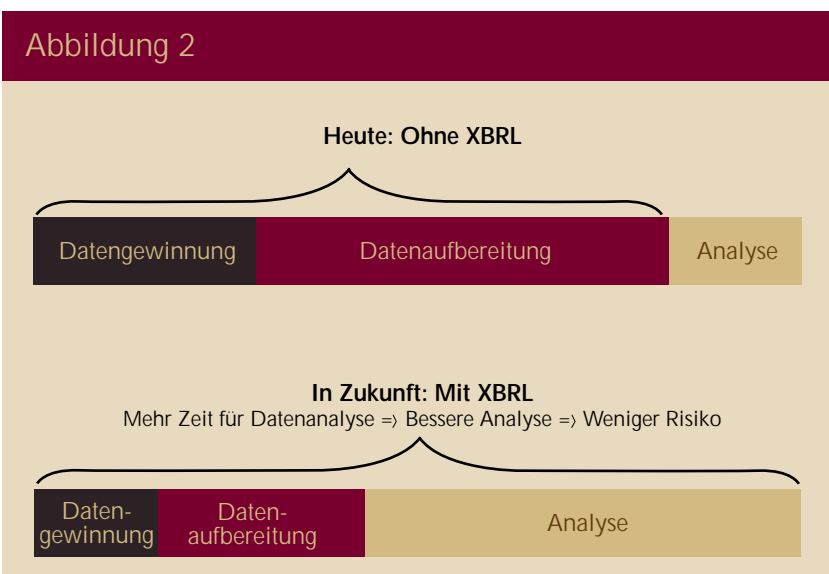 Abbildung 2
Heute: Ohne XBRL
Datengewinnung Datenaufbereitung Analyse
In Zukunft: Mit XBRL
Mehr Zeit für Datenanalyse =⟩ Bessere Analyse =⟩ Weniger Risiko
Daten-
gewinnung
Daten-
aufbereitung
Analyse